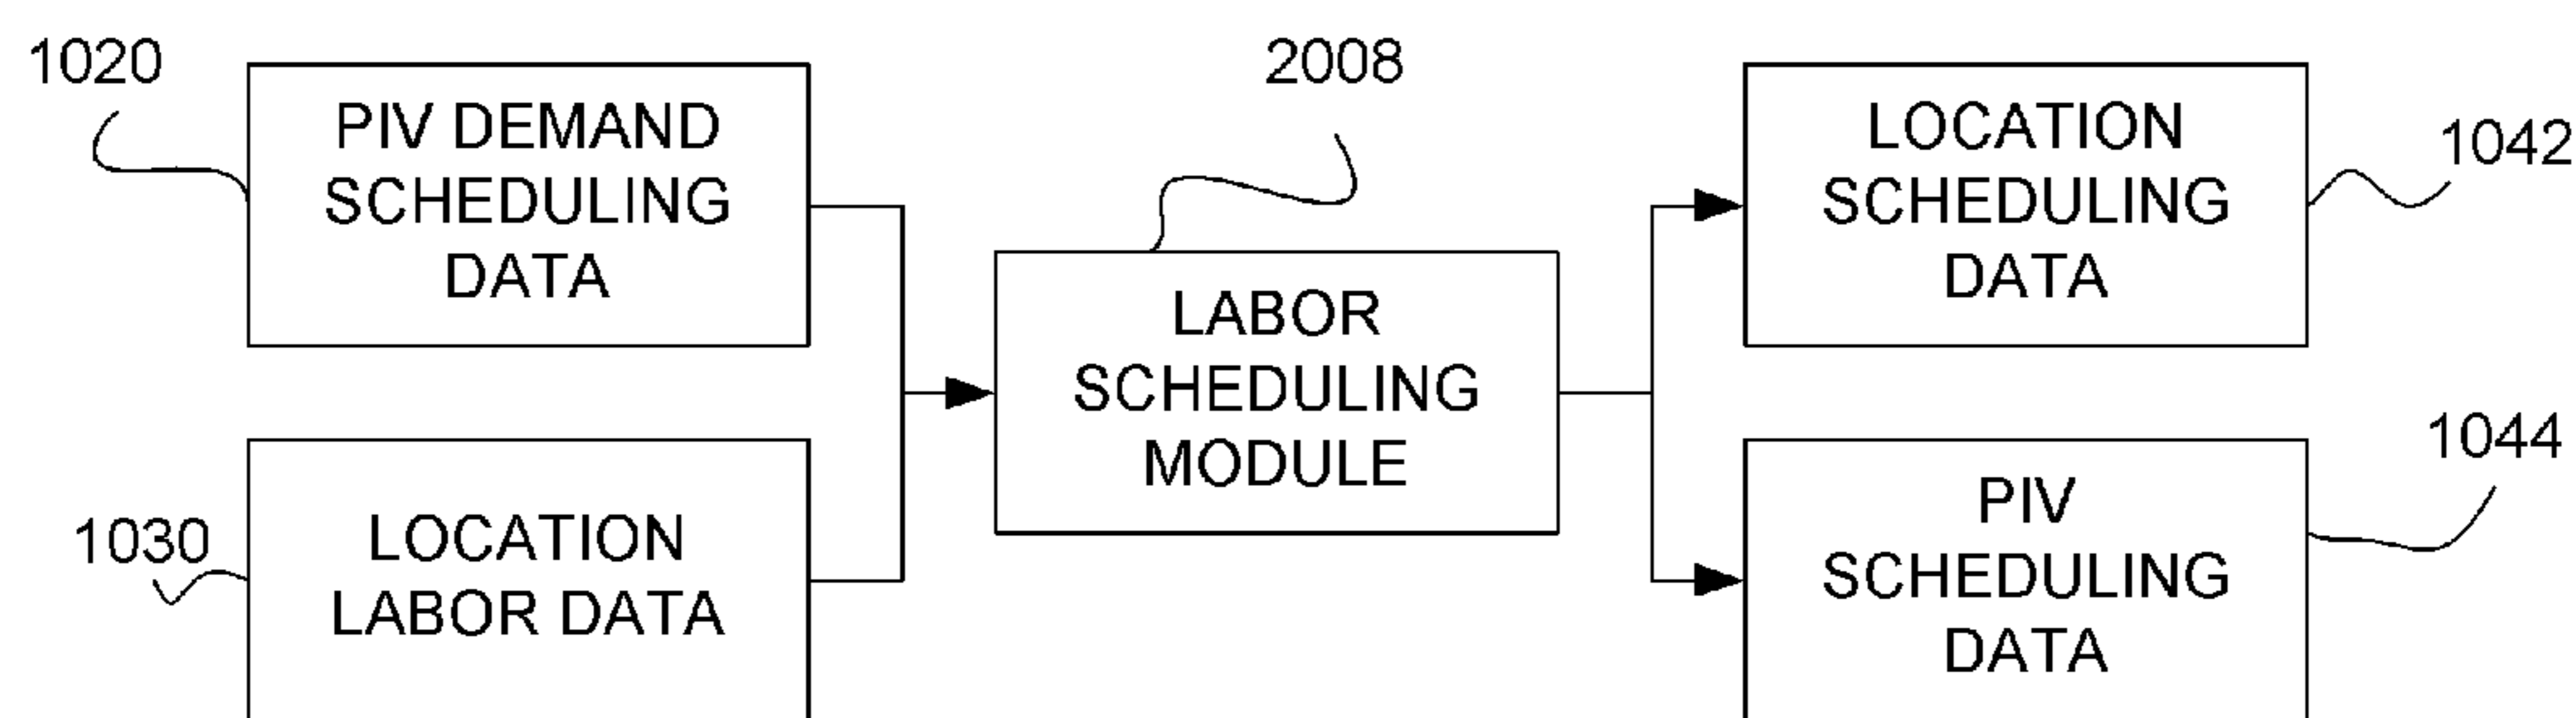 1020
PIV DEMAND
SCHEDULING
DATA
1030
LOCATION
LABOR DATA
2008
LABOR
SCHEDULING
MODULE
LOCATION
SCHEDULING
DATA
1042
PIV
SCHEDULING
DATA
1044